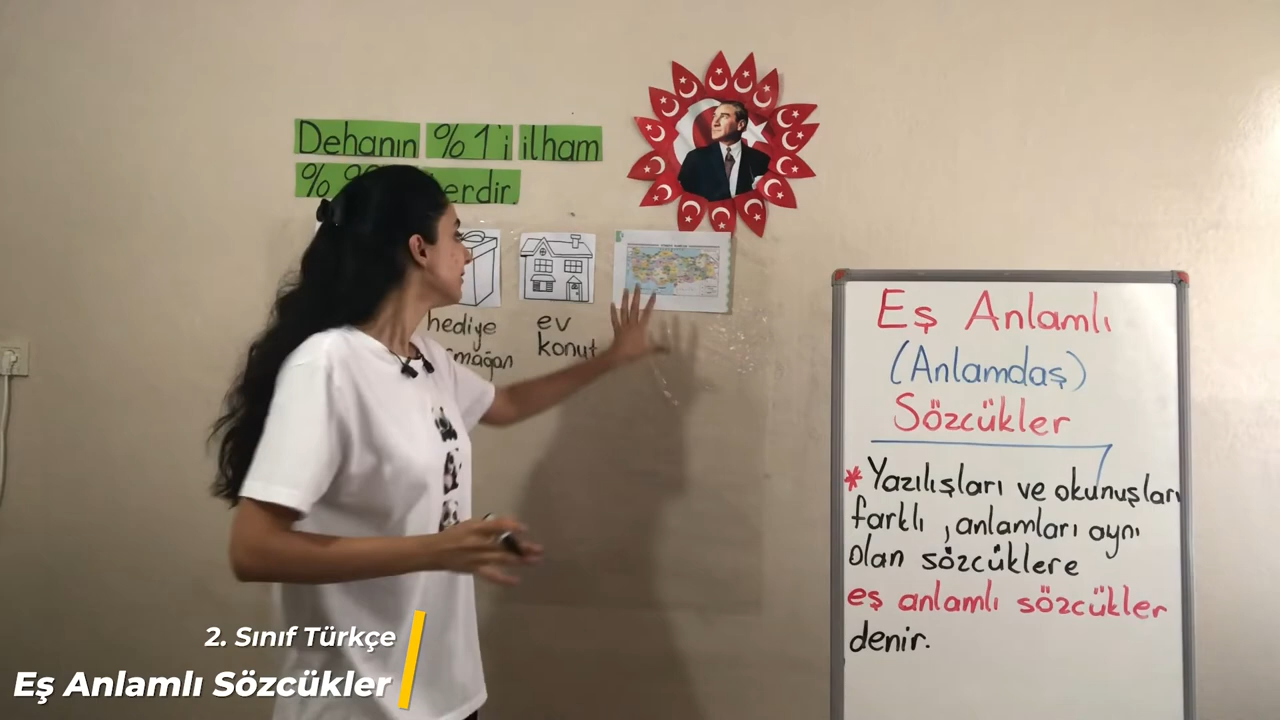 Dehanın %1'i ilham
hediye
ev
konut
Eş Anlamlı
(Anlamdaş)
Sözcükler
* Yazılışları ve okunuşları
farklı, anlamları aynı
olan sözcüklere
eş anlamlı sözcükler
denir.
2. Sınıf Türkçe
Eş Anlamlı Sözcükler